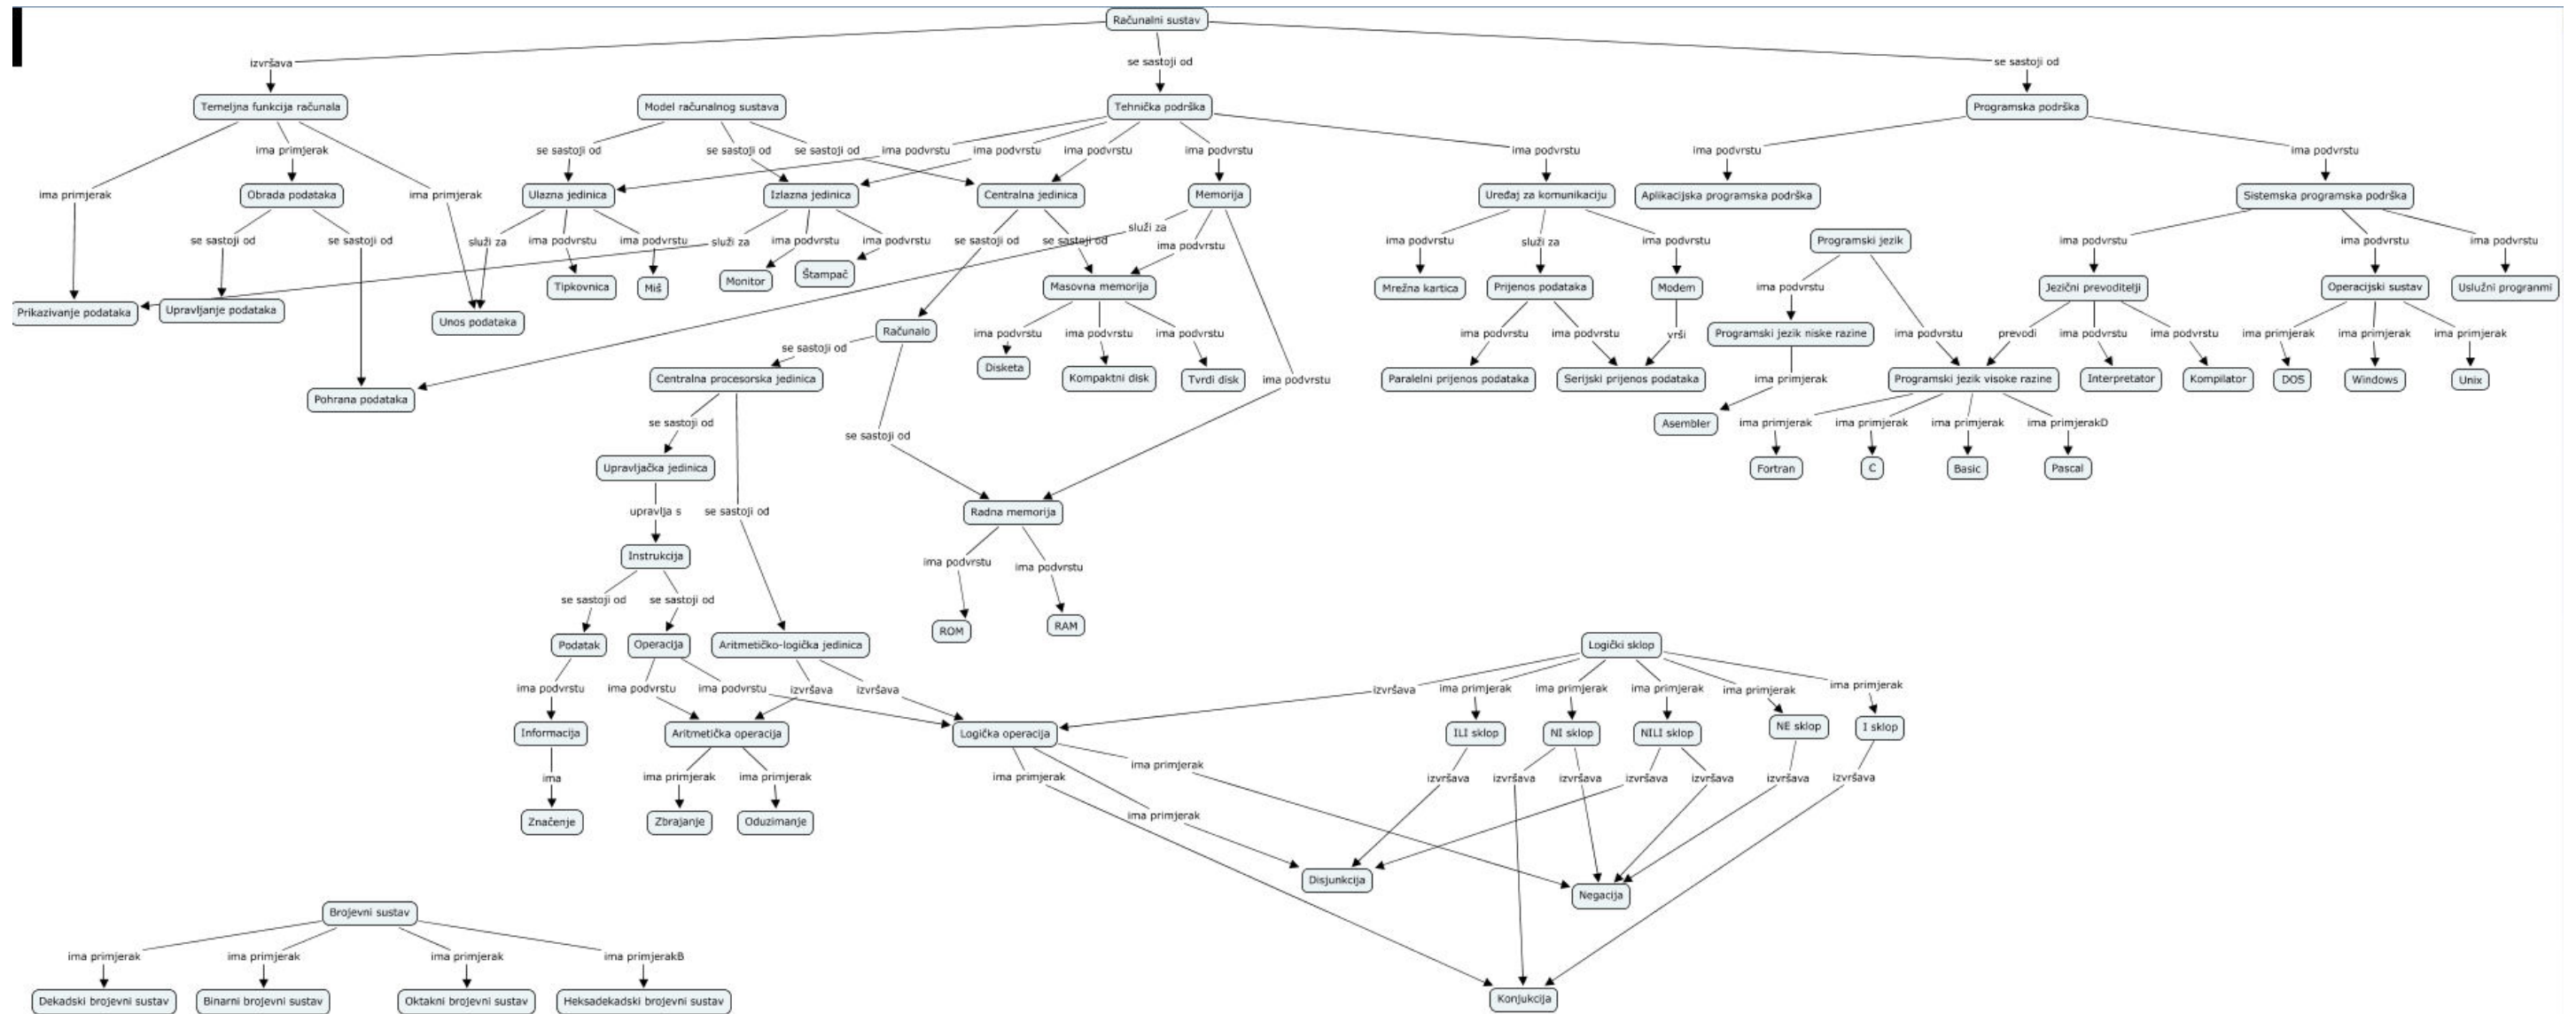 Računalni sustav
izvršava
se sastoji od
se sastoji od
Temeljna funkcija računala
Model računalnog sustava
Tehnička podrška
Programska podrška
ima primjerak
se sastoji od
se sastoji od
se sastoji od
ima podvrstu
ima podvrstu
ima podvrstu
ima podvrstu
ima podvrstu
ima podvrstu
ima podvrstu
ima primjerak
Obrada podataka
ima primjerak
Ulazna jedinica
Izlazna jedinica
Centralna jedinica
Memorija
Uređaj za komunikaciju
Aplikacijska programska podrška
Sistemska programska podrška
služi za
se sastoji od
se sastoji od
služi za
ima podvrstu
ima podvrstu
služi za
ima podvrstu
ima podvrstu
se sastoji od
se sastoji od
ima podvrstu
ima podvrstu
služi za
ima podvrstu
Programski jezik
ima podvrstu
ima podvrstu
ima podvrstu
Monitor
Štampač
Tipkovnica
Miš
Masovna memorija
Mrežna kartica
Prijenos podataka
Modem
ima podvrstu
Jezični prevoditelji
Operacijski sustav
Uslužni progranmi
Prikazivanje podataka
Upravljanje podataka
Unos podataka
Računalo
ima podvrstu
ima podvrstu
ima podvrstu
ima podvrstu
ima podvrstu
vrši
Programski jezik niske razine
ima podvrstu
prevodi
ima podvrstu
ima podvrstu
ima primjerak
ima primjerak
ima primjerak
se sastoji od
Disketa
Kompaktni disk
Tvrdi disk
ima podvrstu
Centralna procesorska jedinica
Paralelni prijenos podataka
Serijski prijenos podataka
ima primjerak
Programski jezik visoke razine
Interpretator
Kompilator
DOS
Windows
Unix
Pohrana podataka
se sastoji od
se sastoji od
Asembler
ima primjerak
ima primjerak
ima primjerak
ima primjerakD
Upravljačka jedinica
Fortran
C
Basic
Pascal
upravlja s
se sastoji od
Radna memorija
Instrukcija
ima podvrstu
ima podvrstu
se sastoji od
se sastoji od
ROM
RAM
Podatak
Operacija
Aritmetičko-logička jedinica
Logički sklop
ima podvrstu
ima podvrstu
ima podvrstu
izvršava
izvršava
izvršava
ima primjerak
ima primjerak
ima primjerak
ima primjerak
ima primjerak
Informacija
Aritmetička operacija
Logička operacija
ILI sklop
NI sklop
NILI sklop
NE sklop
I sklop
ima
ima primjerak
ima primjerak
ima primjerak
ima primjerak
izvršava
izvršava
izvršava
izvršava
izvršava
izvršava
izvršava
Značenje
Zbrajanje
Oduzimanje
ima primjerak
Disjunkcija
Negacija
Brojevni sustav
ima primjerak
ima primjerak
ima primjerak
ima primjerakB
Dekadski brojevni sustav
Binarni brojevni sustav
Oktakni brojevni sustav
Heksadekadski brojevni sustav
Konjukcija